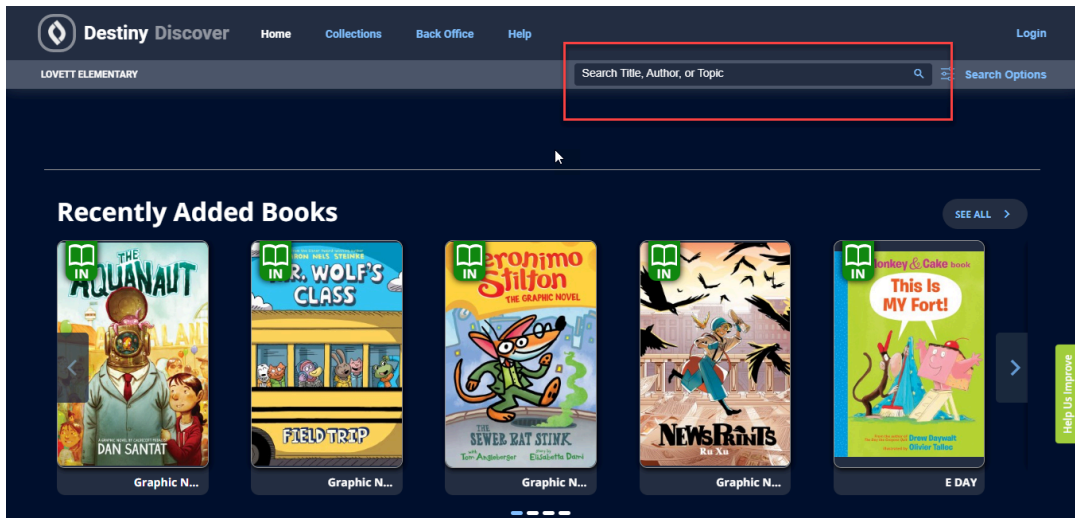 Destiny Discover
Home
Collections
Back Office
Help
Login
LOVETT ELEMENTARY
Search Title, Author, or Topic
Search Options
Recently Added Books
SEE ALL
IN
THE
AQUANAUT
DAN SANTAT
Graphic N...
IN
MR. WOLF'S
CLASS
FIELD TRIP
Graphic N...
IN
Geronimo
Stilton
THE GRAPHIC NOVEL
THE
SEWER RAT STINK
Graphic N...
IN
NEWSPRINTS
Ru Xu
Graphic N...
IN
Monkey & Cake book
This Is
MY Fort!
Drew Daywalt
Olivier Tallec
E DAY
Help Us Improve